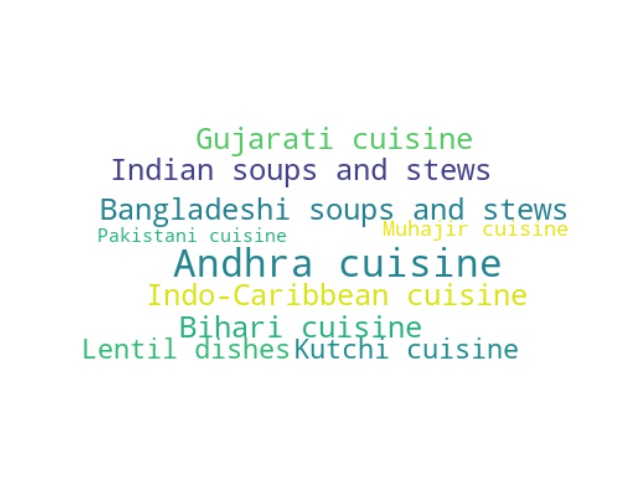 Gujarati cuisine
Indian soups and stews
Bangladeshi soups and stews
Muhajir cuisine
Pakistani cuisine
Andhra cuisine
Indo-Caribbean cuisine
Bihari cuisine
Lentil dishes
Kutchi cuisine